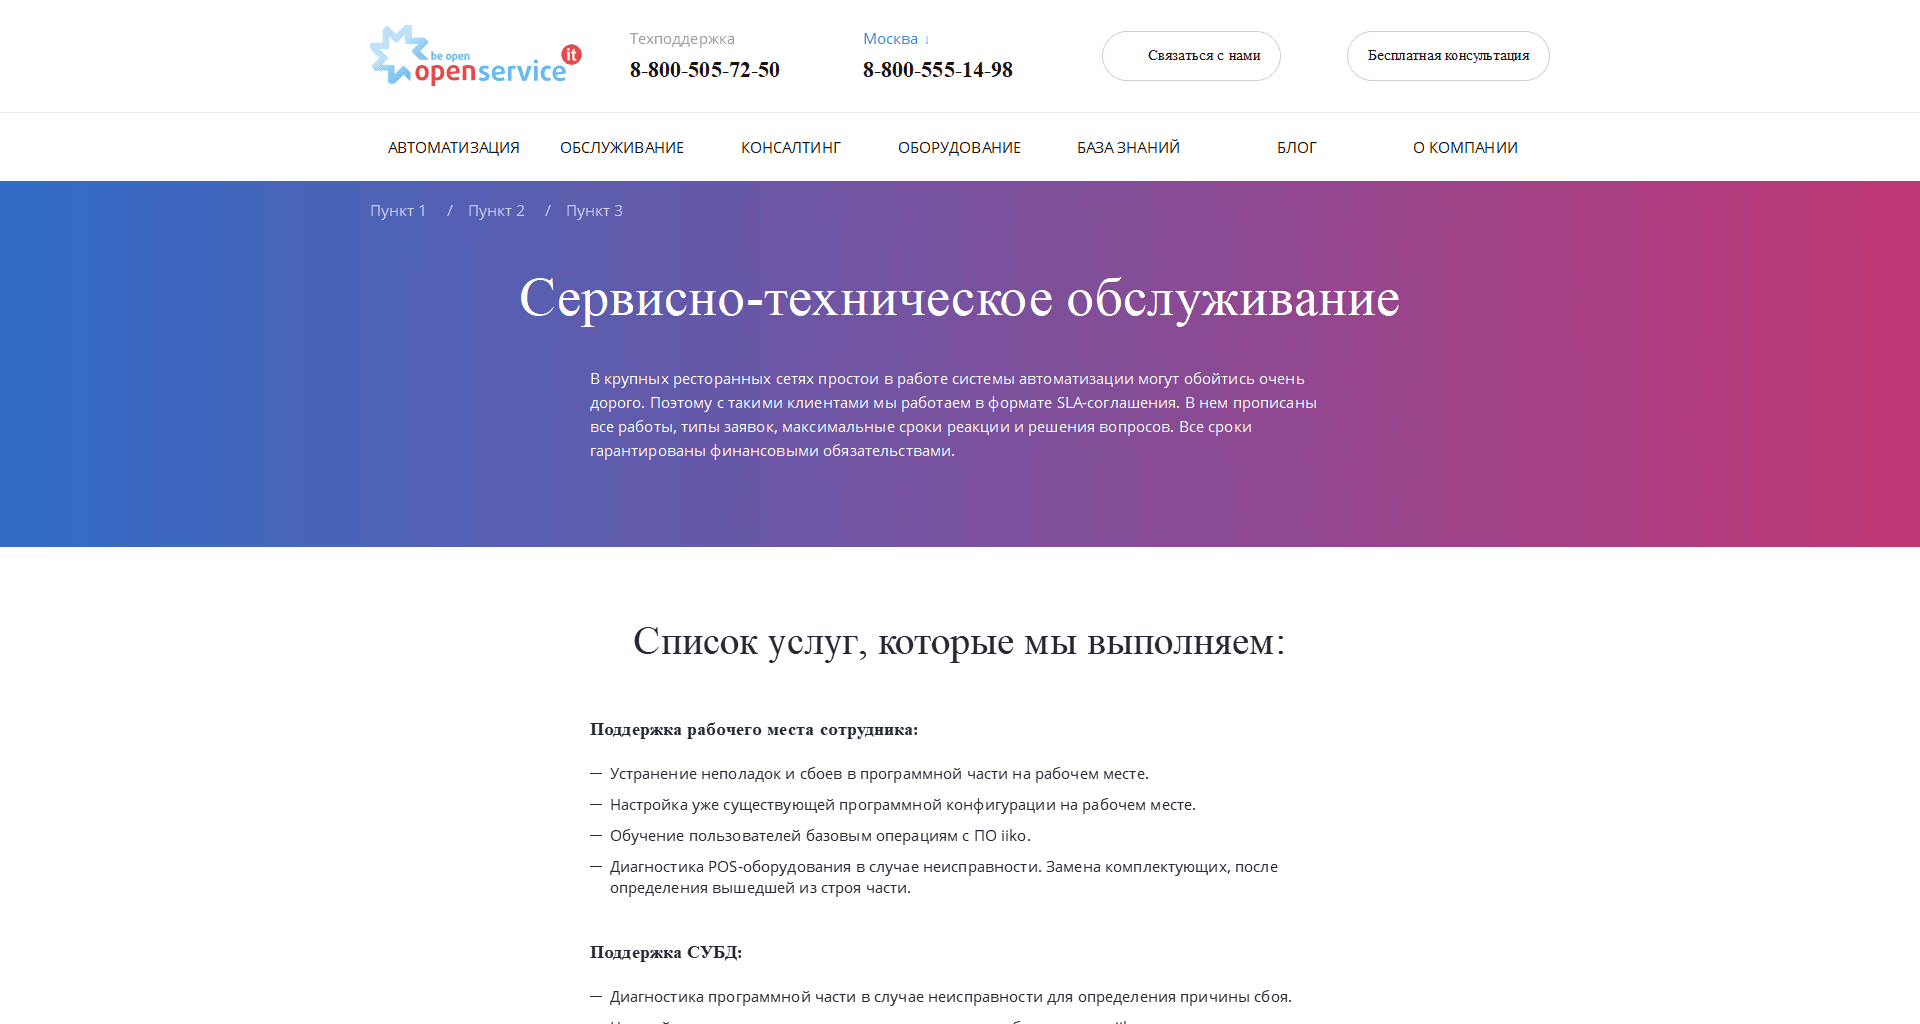 be open
openservice it
Техподдержка
8-800-505-72-50
Москва ↓
8-800-555-14-98
Связаться с нами
Бесплатная консультация
АВТОМАТИЗАЦИЯ ОБСЛУЖИВАНИЕ КОНСАЛТИНГ ОБОРУДОВАНИЕ БАЗА ЗНАНИЙ БЛОГ О КОМПАНИИ
Пункт 1 / Пункт 2 / Пункт 3
Сервисно-техническое обслуживание
В крупных ресторанных сетях простои в работе системы автоматизации могут обойтись очень
дорого. Поэтому с такими клиентами мы работаем в формате SLA-соглашения. В нем прописаны
все работы, типы заявок, максимальные сроки реакции и решения вопросов. Все сроки
гарантированы финансовыми обязательствами.
Список услуг, которые мы выполняем:
Поддержка рабочего места сотрудника:
— Устранение неполадок и сбоев в программной части на рабочем месте.
— Настройка уже существующей программной конфигурации на рабочем месте.
— Обучение пользователей базовым операциям с ПО iiko.
— Диагностика POS-оборудования в случае неисправности. Замена комплектующих, после
определения вышедшей из строя части.
Поддержка СУБД:
— Диагностика программной части в случае неисправности для определения причины сбоя.